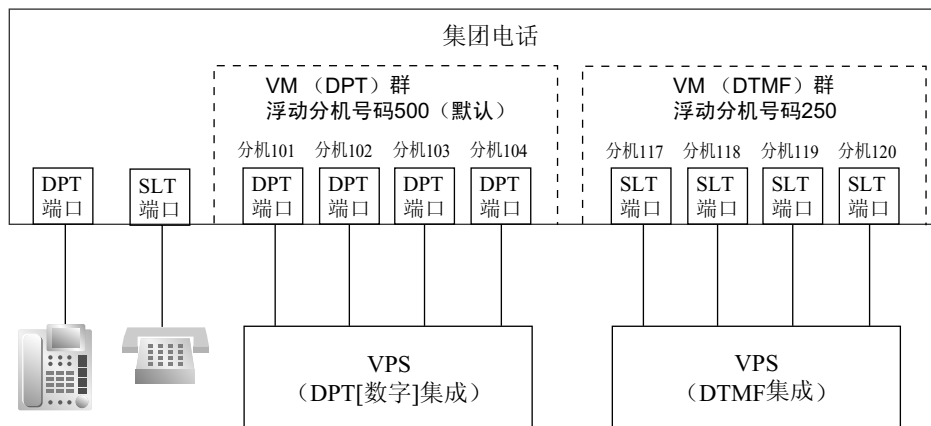 集团电话
VM （DPT）群
浮动分机号码500（默认）
VM （DTMF）群
浮动分机号码250
分机101
分机102
分机103
分机104
分机117
分机118
分机119
分机120
DPT
端口
SLT
端口
DPT
端口
DPT
端口
DPT
端口
DPT
端口
SLT
端口
SLT
端口
SLT
端口
SLT
端口
VPS
（DPT[数字]集成）
VPS
（DTMF集成）